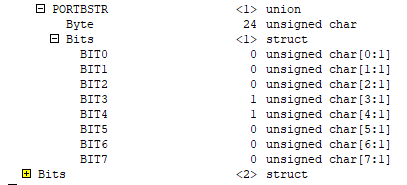 PORTBSTR <1> union
Byte 24 unsigned char
Bits <1> struct
BIT0 0 unsigned char[0:1]
BIT1 0 unsigned char[1:1]
BIT2 0 unsigned char[2:1]
BIT3 1 unsigned char[3:1]
BIT4 1 unsigned char[4:1]
BIT5 0 unsigned char[5:1]
BIT6 0 unsigned char[6:1]
BIT7 0 unsigned char[7:1]
Bits <2> struct